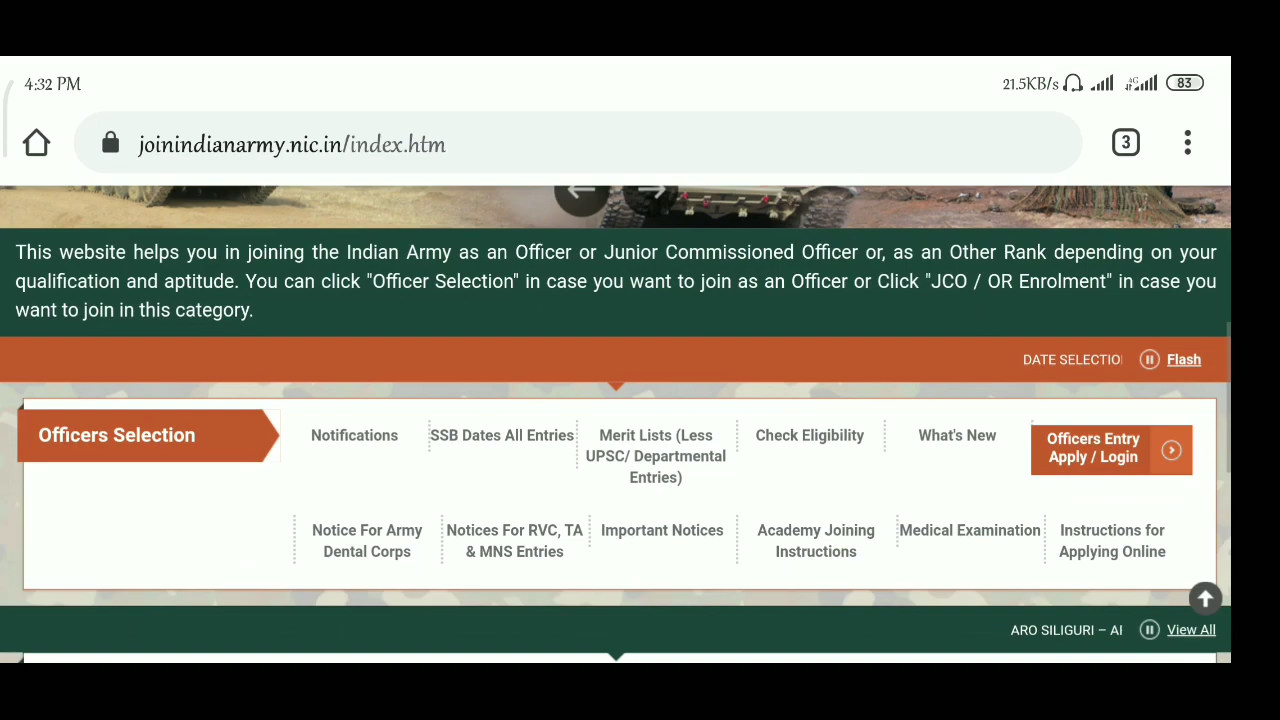 4:32 PM
21.5KB/s 4G 83
joinindianarmy.nic.in/index.htm
3
This website helps you in joining the Indian Army as an Officer or Junior Commissioned Officer or, as an Other Rank depending on your
qualification and aptitude. You can click "Officer Selection" in case you want to join as an Officer or Click "JCO / OR Enrolment" in case you
want to join in this category.
DATE SELECTIO
Flash
Officers Selection
Notifications
SSB Dates All Entries
Merit Lists (Less
UPSC/ Departmental
Entries)
Check Eligibility
What's New
Officers Entry
Apply / Login
Notice For Army
Dental Corps
Notices For RVC, TA
& MNS Entries
Important Notices
Academy Joining
Instructions
Medical Examination
Instructions for
Applying Online
ARO SILIGURI – AI
View All